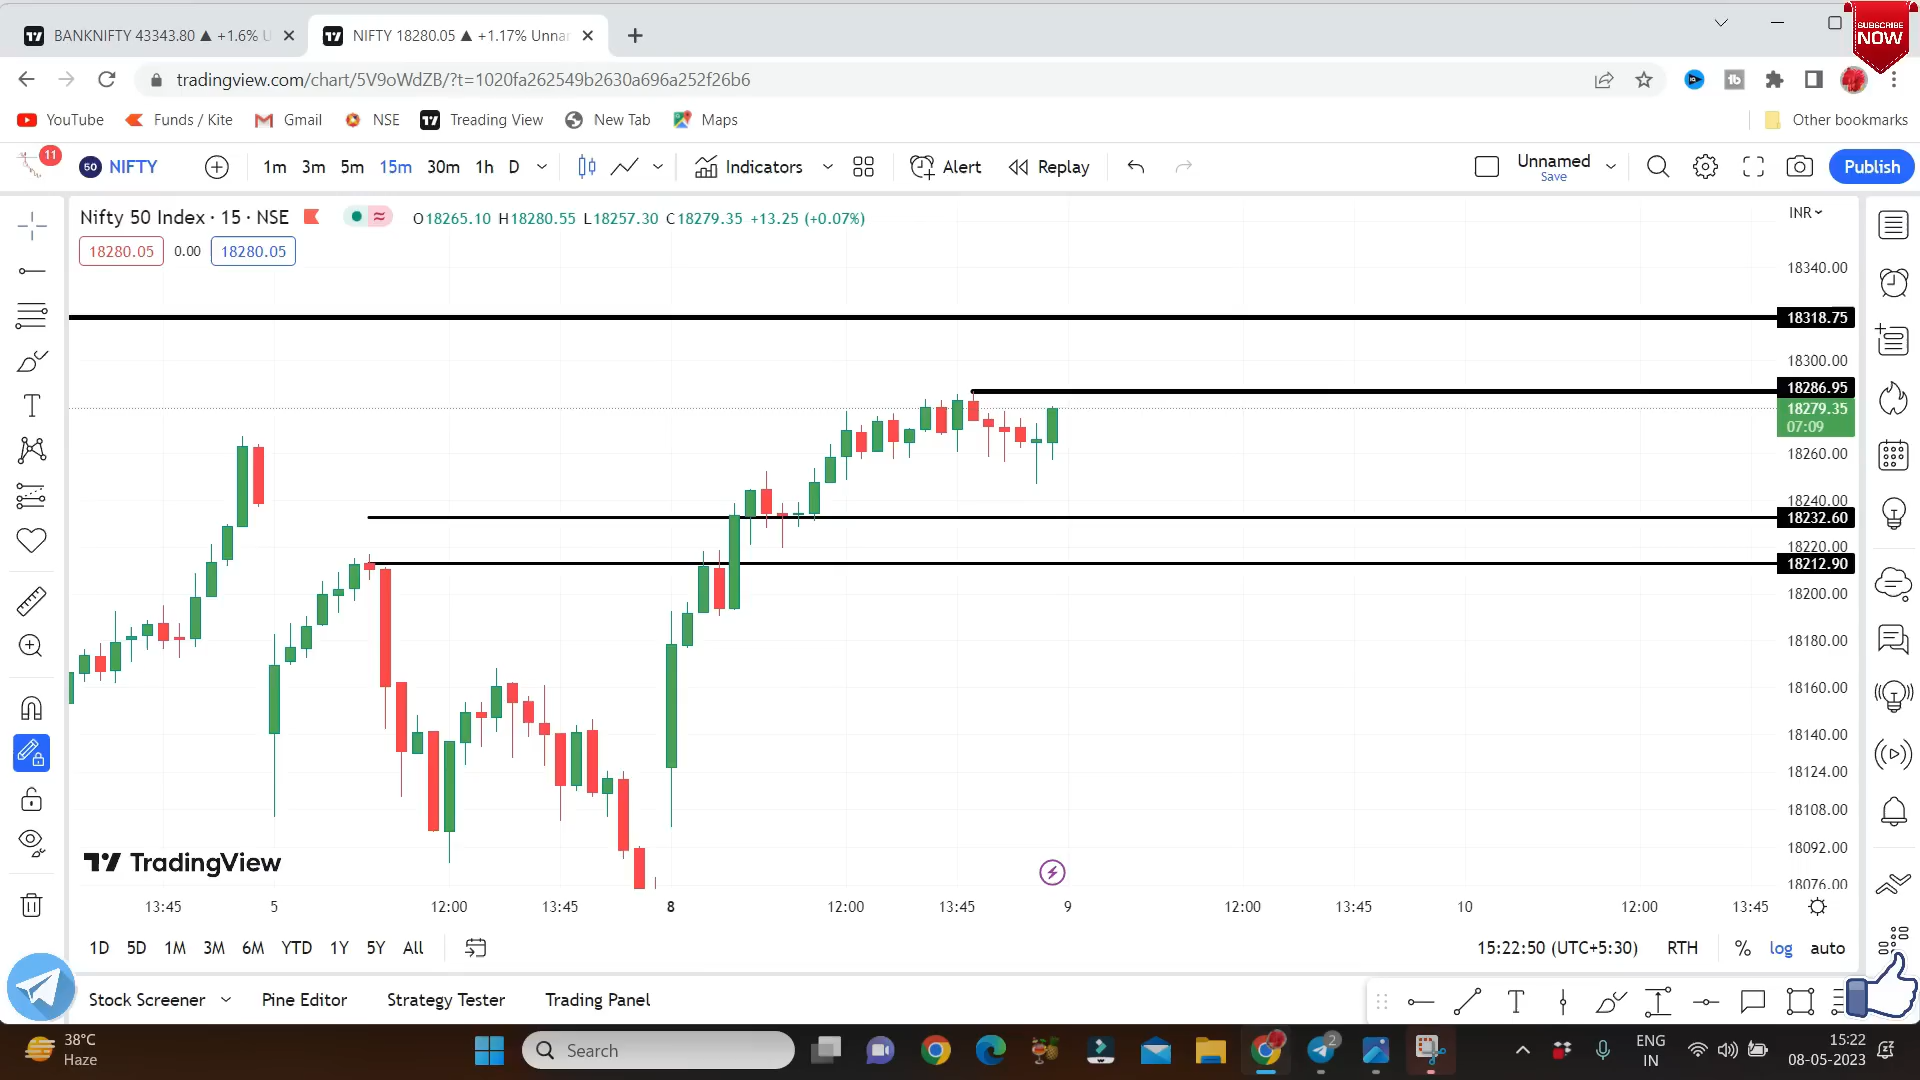 BANKNIFTY 43343.80 ▲ +1.6% U
NIFTY 18280.05 ▲ +1.17% Unna
SUBSCRIBE
NOW
tradingview.com/chart/5V9oWdZB/?t=1020fa262549b2630a696a252f26b6
YouTube
Funds / Kite
Gmail
NSE
Treading View
New Tab
Maps
Other bookmarks
11
50 NIFTY
1m 3m 5m 15m 30m 1h D
Indicators
Alert
Replay
Unnamed
Save
Publish
Nifty 50 Index · 15 · NSE
O18265.10 H18280.55 L18257.30 C18279.35 +13.25 (+0.07%)
INR
18280.05 0.00 18280.05
18340.00
18318.75
18300.00
18286.95
18279.35
07:09
18260.00
18240.00
18232.60
18220.00
18212.90
18200.00
18180.00
18160.00
18140.00
18124.00
18108.00
18092.00
18076.00
TradingView
13:45 5 12:00 13:45 8 12:00 13:45 9 12:00 13:45 10 12:00 13:45
1D 5D 1M 3M 6M YTD 1Y 5Y All
15:22:50 (UTC+5:30) RTH % log auto
Stock Screener
Pine Editor
Strategy Tester
Trading Panel
38°C
Haze
Search
2
ENG
IN
15:22
08-05-2023